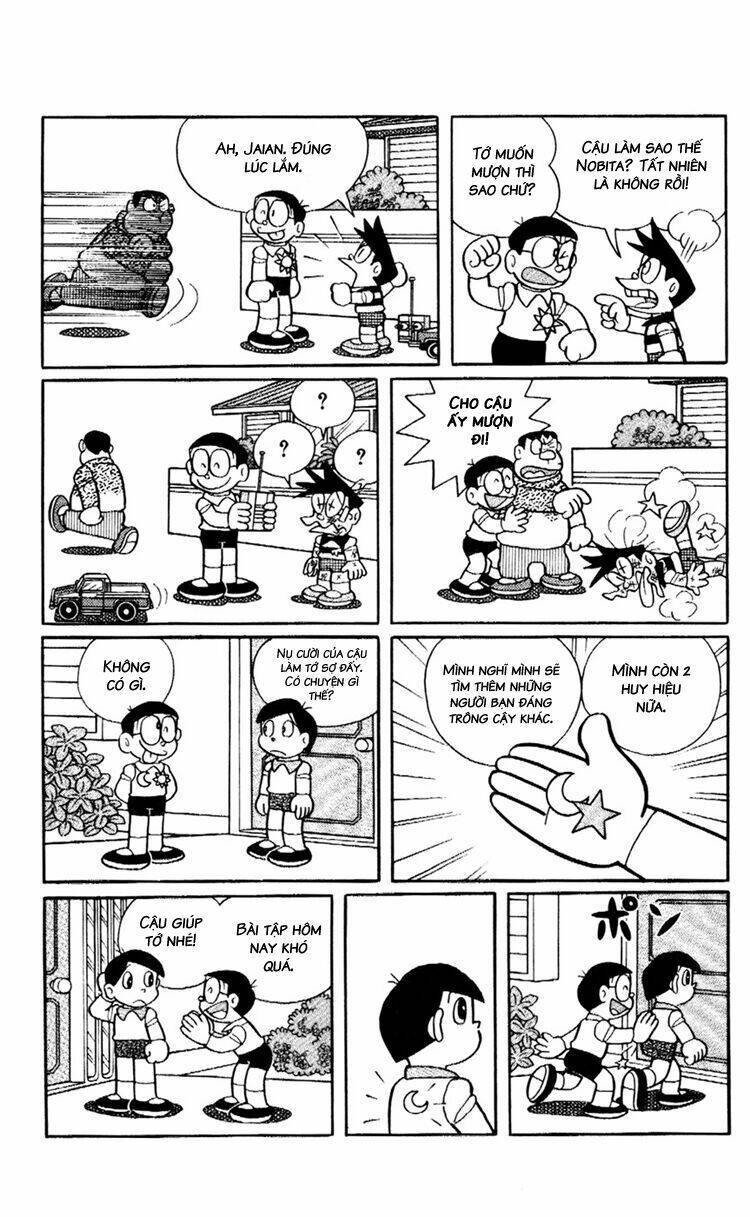 CẬU LÀM SAO THẾ
NOBITA? TẤT NHIÊN
LÀ KHÔNG RỒI!
TỚ MUỐN
MƯỢN THÌ
SAO CHỨ?
AH, JAIAN. ĐÚNG
LÚC LẮM.
CHO CẬU
ẤY MƯỢN
ĐI!
?
?
?
MÌNH CÒN 2
HUY HIỆU
NỮA.
MÌNH NGHĨ MÌNH SẼ
TÌM THÊM NHỮNG
NGƯỜI BẠN ĐÁNG
TRÔNG CẬY KHÁC.
NỤ CƯỜI CỦA CẬU
LÀM TỚ SỢ ĐẤY.
CÓ CHUYỆN GÌ
THẾ?
KHÔNG
CÓ GÌ.
ポン
BÀI TẬP HÔM
NAY KHÓ
QUÁ.
CẬU GIÚP
TỚ NHÉ!